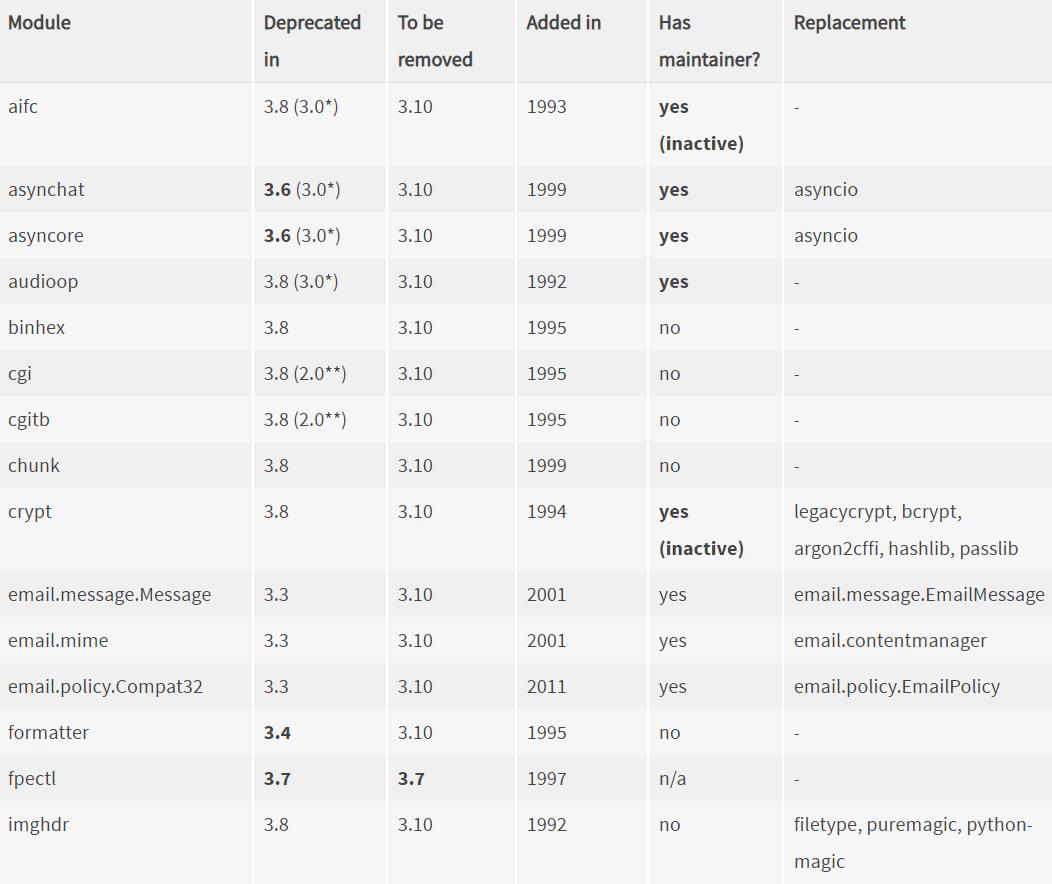 Module Deprecated in To be removed Added in Has maintainer? Replacement
aifc 3.8 (3.0*) 3.10 1993 yes (inactive) -
asynchat 3.6 (3.0*) 3.10 1999 yes asyncio
asyncore 3.6 (3.0*) 3.10 1999 yes asyncio
audioop 3.8 (3.0*) 3.10 1992 yes -
binhex 3.8 3.10 1995 no -
cgi 3.8 (2.0**) 3.10 1995 no -
cgitb 3.8 (2.0**) 3.10 1995 no -
chunk 3.8 3.10 1999 no -
crypt 3.8 3.10 1994 yes (inactive) legacycrypt, bcrypt, argon2cffi, hashlib, passlib
email.message.Message 3.3 3.10 2001 yes email.message.EmailMessage
email.mime 3.3 3.10 2001 yes email.contentmanager
email.policy.Compat32 3.3 3.10 2011 yes email.policy.EmailPolicy
formatter 3.4 3.10 1995 no -
fpectl 3.7 3.7 1997 n/a -
imghdr 3.8 3.10 1992 no filetype, puremagic, python-magic